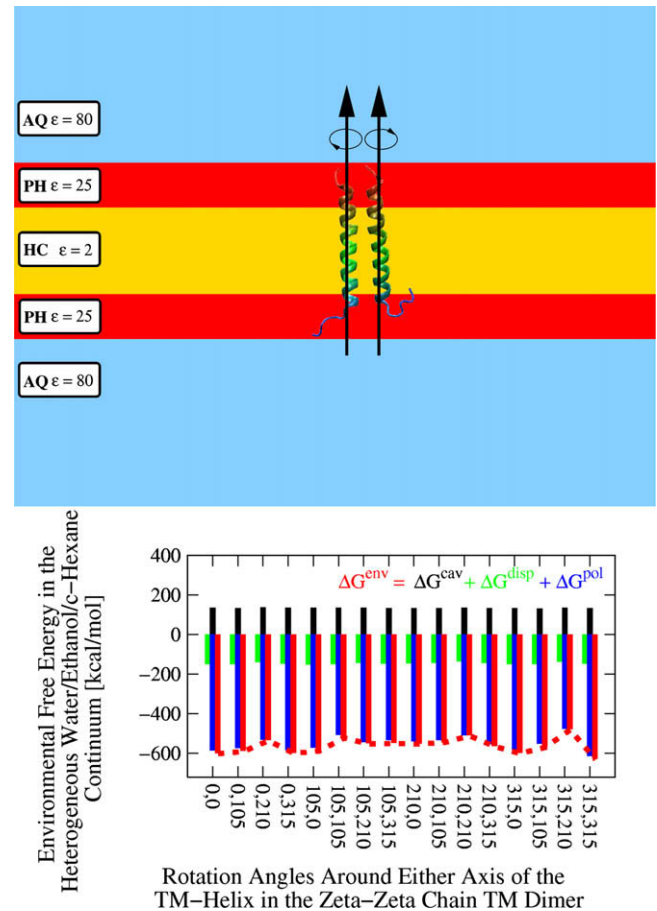 AQ ε = 80
PH ε = 25
HC ε = 2
PH ε = 25
AQ ε = 80
Environmental Free Energy in the
Heterogeneous Water/Ethanol/c-Hexane
Continuum [kcal/mol]
400
200
0
−200
−400
−600
ΔG^env = ΔG^cav + ΔG^disp + ΔG^pol
0,0
0,105
0,210
0,315
105,0
105,105
105,210
105,315
210,0
210,105
210,210
210,315
315,0
315,105
315,210
315,315
Rotation Angles Around Either Axis of the
TM−Helix in the Zeta−Zeta Chain TM Dimer